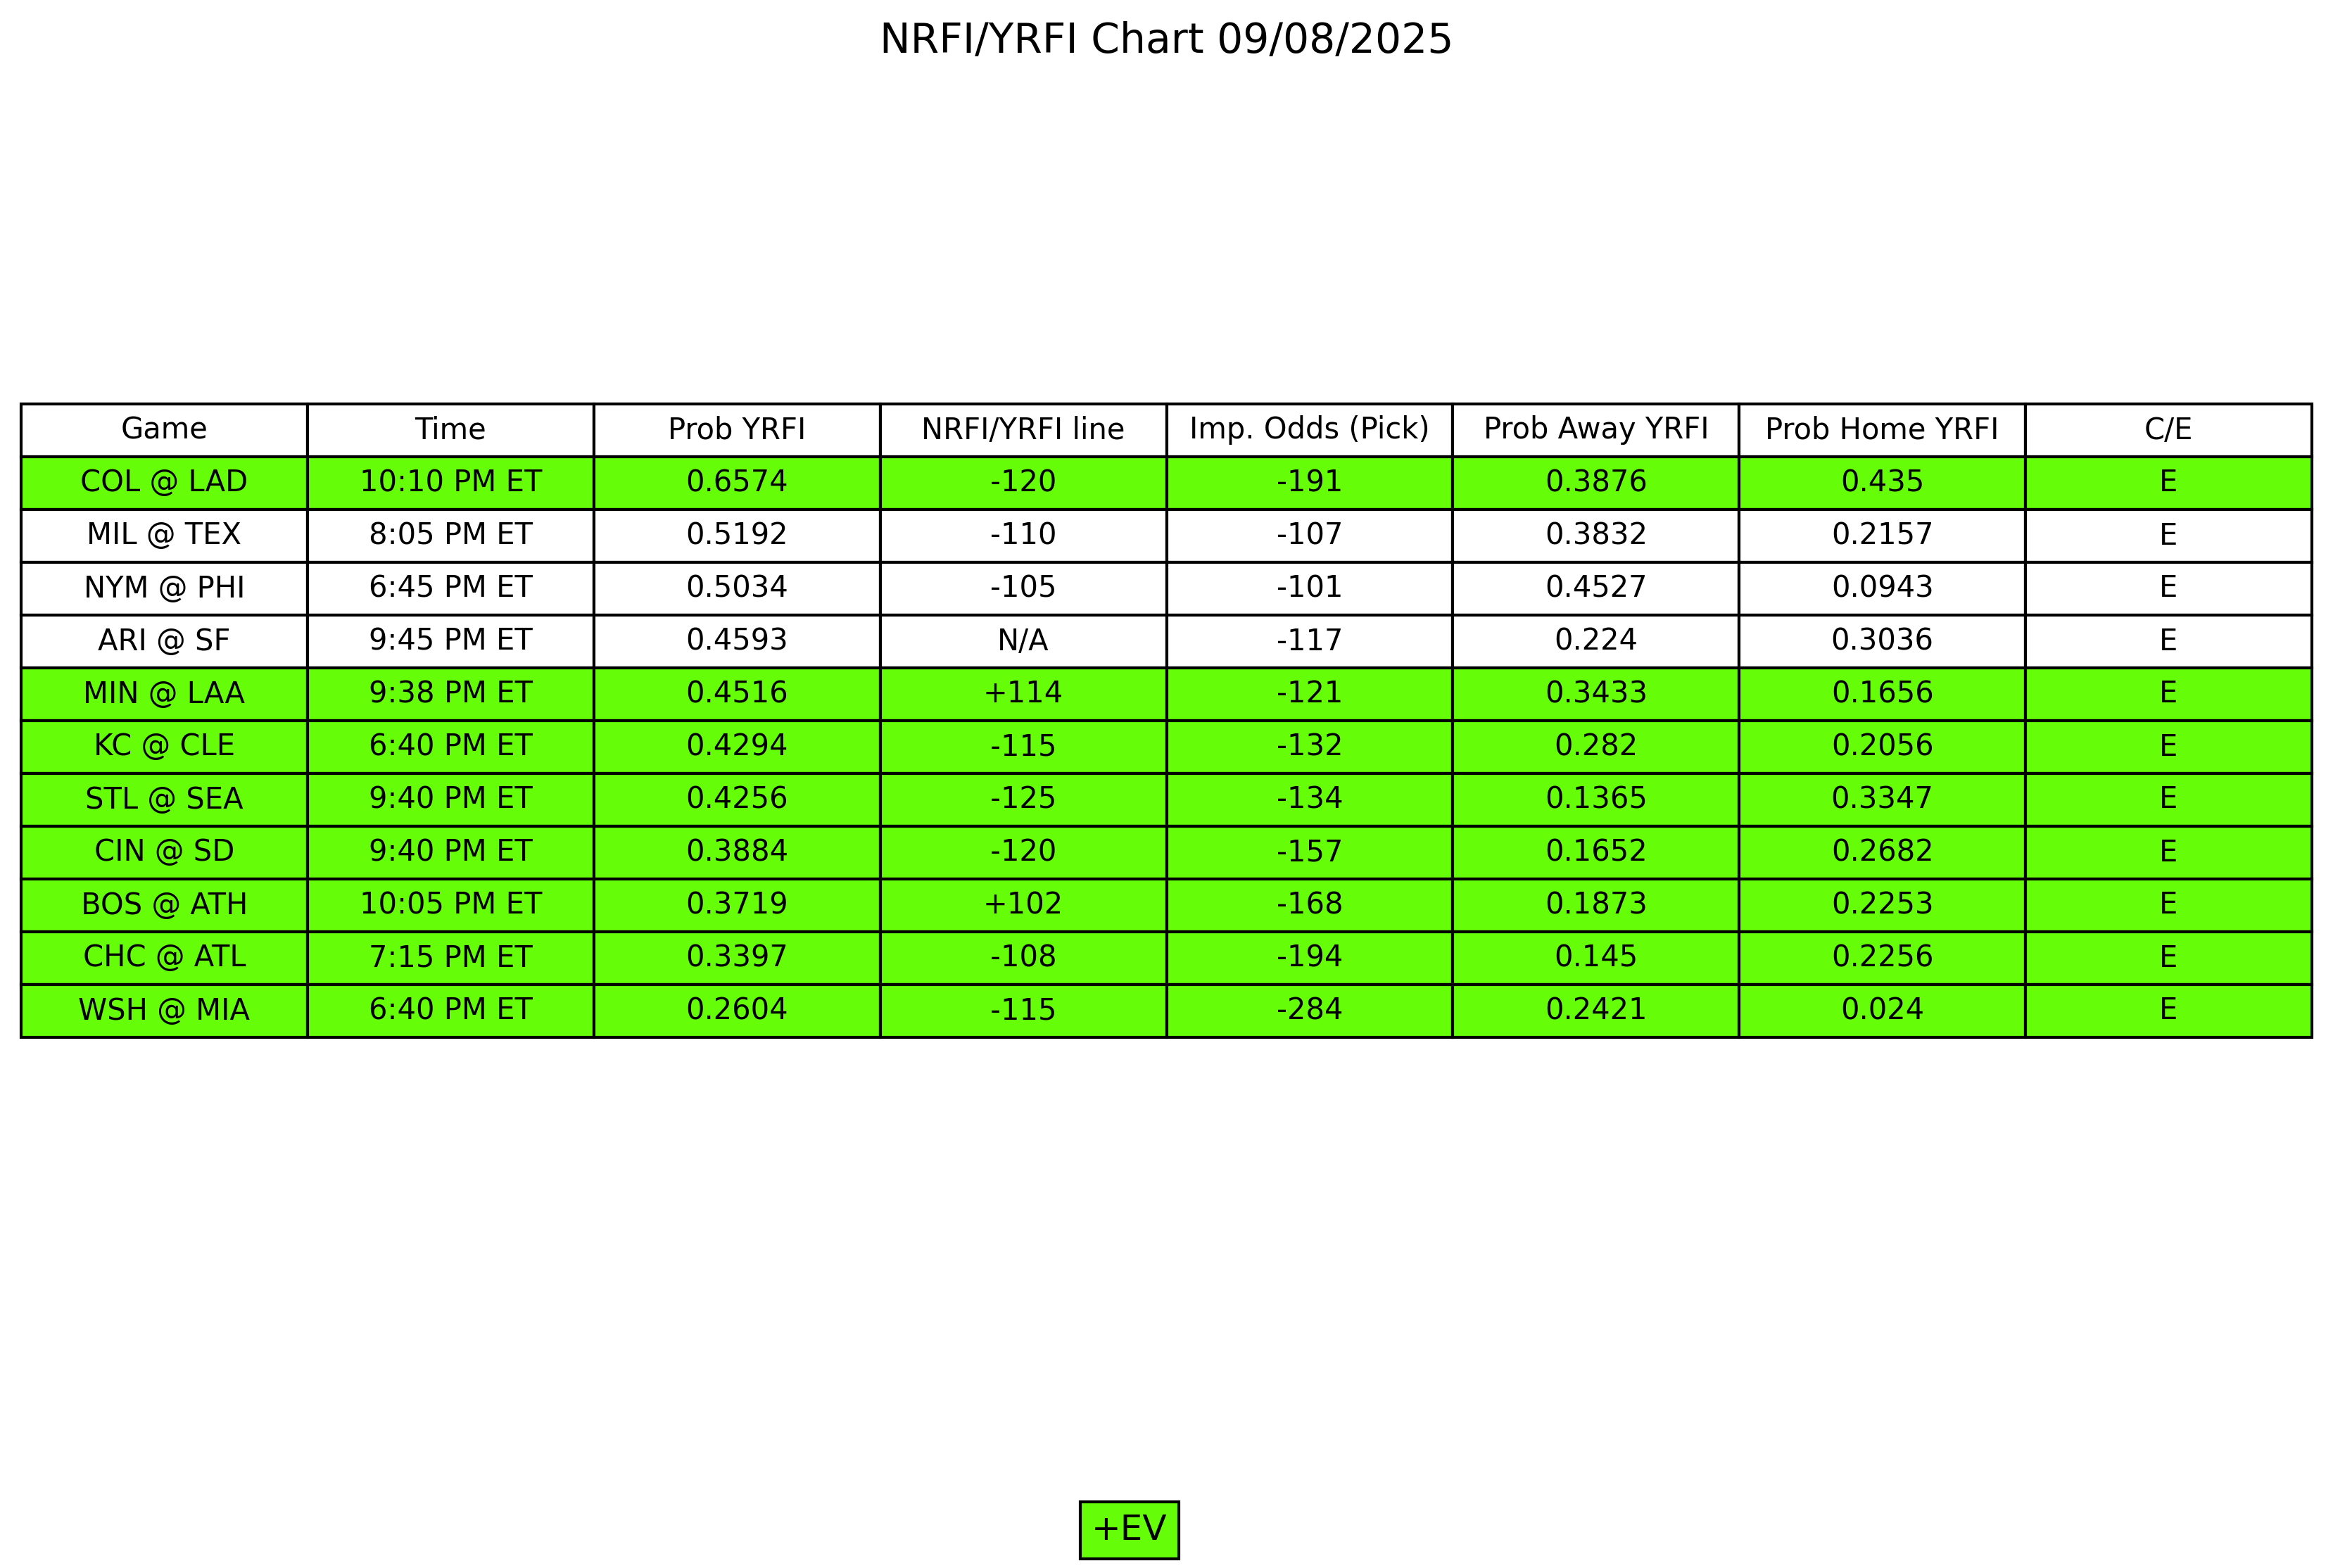 NRFI/YRFI Chart 09/08/2025
Game Time Prob YRFI NRFI/YRFI line Imp. Odds (Pick) Prob Away YRFI Prob Home YRFI C/E
COL @ LAD 10:10 PM ET 0.6574 -120 -191 0.3876 0.435 E
MIL @ TEX 8:05 PM ET 0.5192 -110 -107 0.3832 0.2157 E
NYM @ PHI 6:45 PM ET 0.5034 -105 -101 0.4527 0.0943 E
ARI @ SF 9:45 PM ET 0.4593 N/A -117 0.224 0.3036 E
MIN @ LAA 9:38 PM ET 0.4516 +114 -121 0.3433 0.1656 E
KC @ CLE 6:40 PM ET 0.4294 -115 -132 0.282 0.2056 E
STL @ SEA 9:40 PM ET 0.4256 -125 -134 0.1365 0.3347 E
CIN @ SD 9:40 PM ET 0.3884 -120 -157 0.1652 0.2682 E
BOS @ ATH 10:05 PM ET 0.3719 +102 -168 0.1873 0.2253 E
CHC @ ATL 7:15 PM ET 0.3397 -108 -194 0.145 0.2256 E
WSH @ MIA 6:40 PM ET 0.2604 -115 -284 0.2421 0.024 E
+EV